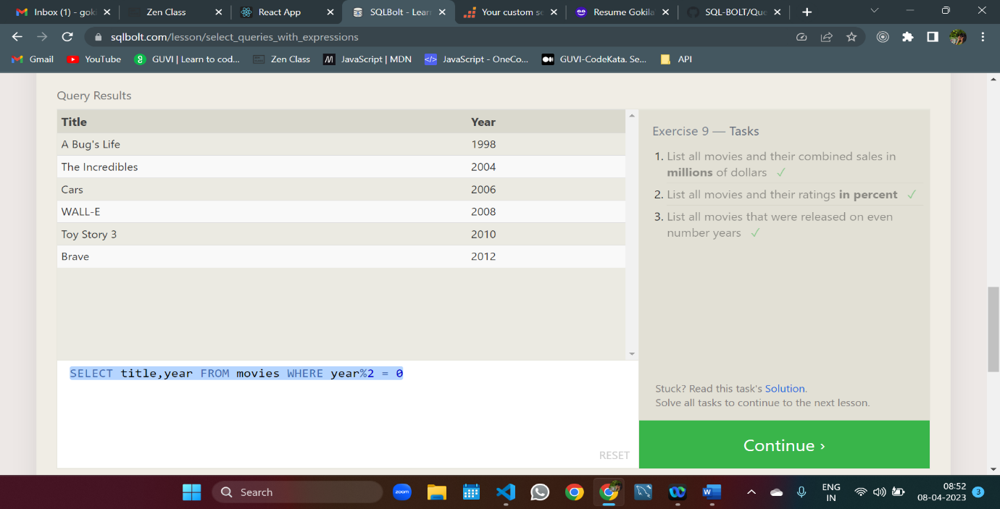 Inbox (1) - gok
Zen Class
React App
SQLBolt - Lear
Your custom s
Resume Gokila
SQL-BOLT/Que
sqlbolt.com/lesson/select_queries_with_expressions
Gmail
YouTube
GUVI | Learn to cod...
Zen Class
JavaScript | MDN
JavaScript - OneCo...
GUVI-CodeKata. Se...
API
Query Results
Title Year
A Bug's Life 1998
The Incredibles 2004
Cars 2006
WALL-E 2008
Toy Story 3 2010
Brave 2012
SELECT title,year FROM movies WHERE year%2 = 0
RESET
Exercise 9 — Tasks
1. List all movies and their combined sales in
millions of dollars ✓
2. List all movies and their ratings in percent ✓
3. List all movies that were released on even
number years ✓
Stuck? Read this task's Solution.
Solve all tasks to continue to the next lesson.
Continue ›
Search
zoom
W
ENG
IN
08:52
08-04-2023
3